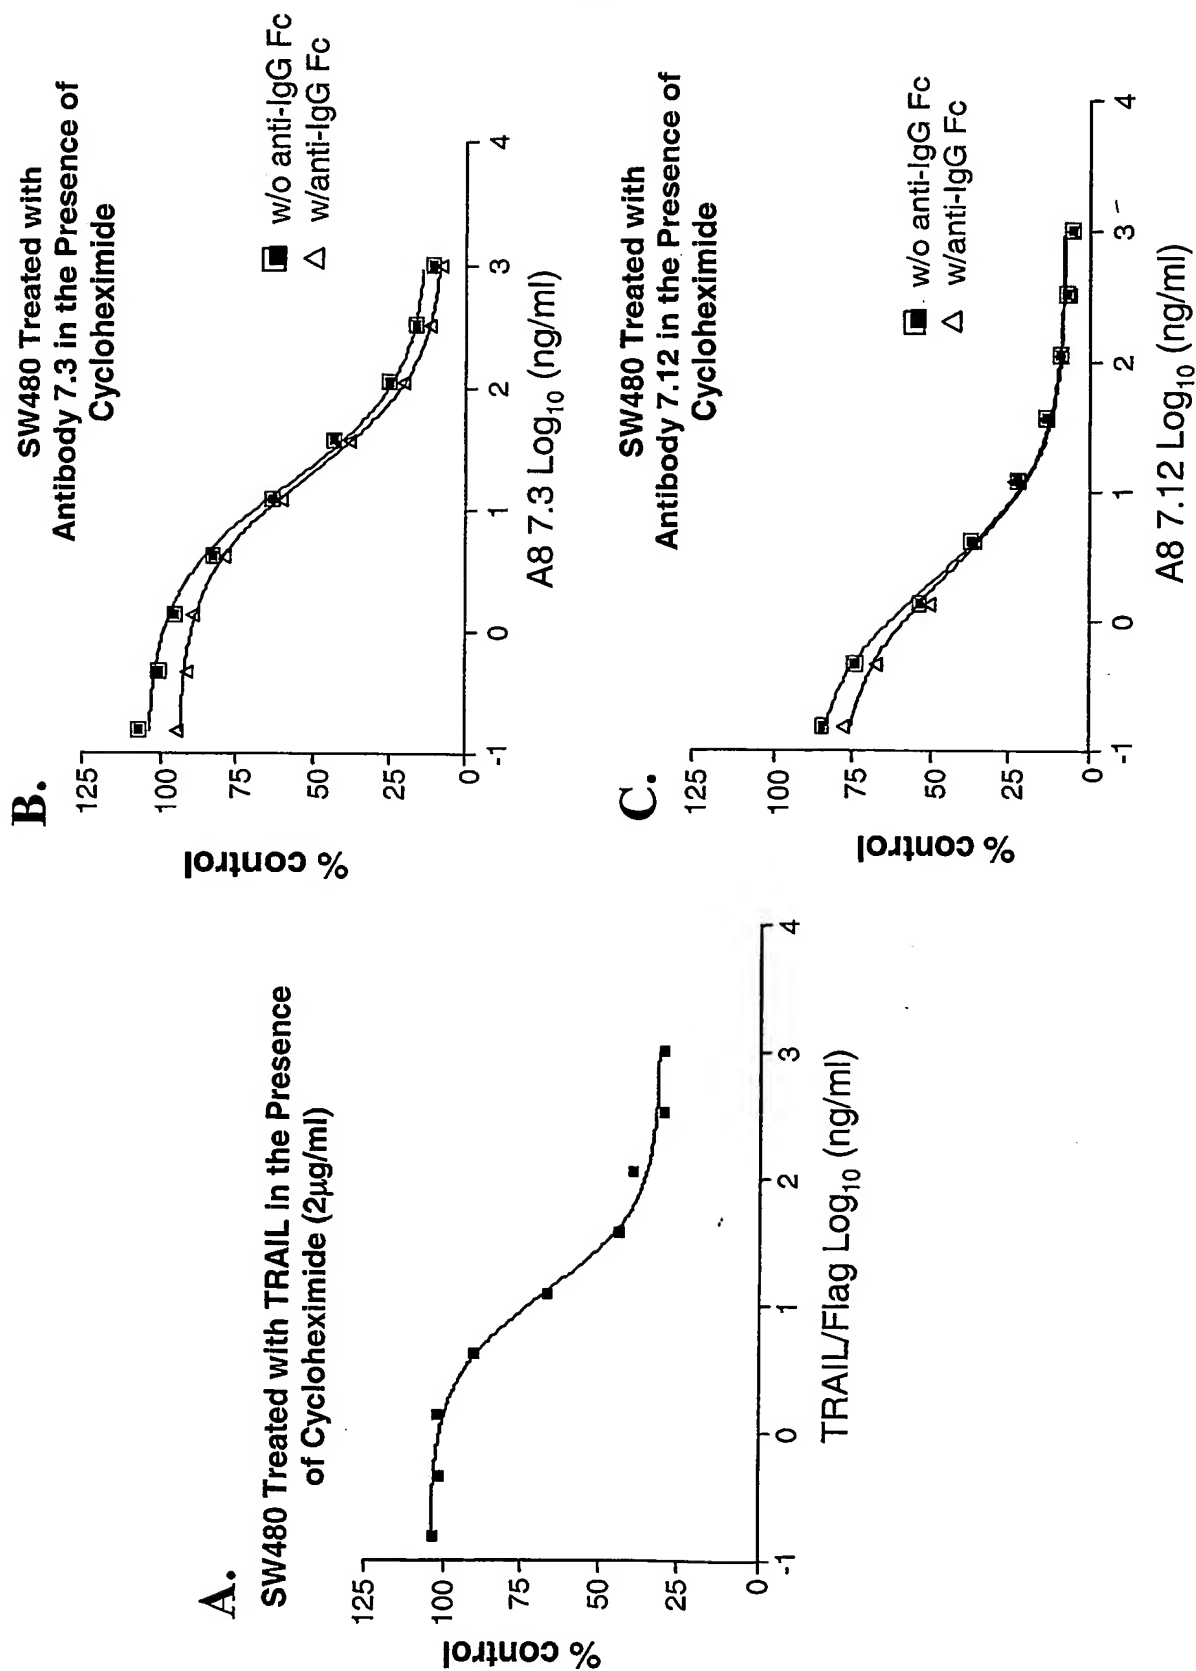 A.
SW480 Treated with TRAIL in the Presence
of Cycloheximide (2µg/ml)
% control
125
100
75
50
25
0
-1
0
1
2
3
4
TRAIL/Flag Log10 (ng/ml)
B.
SW480 Treated with
Antibody 7.3 in the Presence of
Cycloheximide
w/o anti-IgG Fc
w/anti-IgG Fc
% control
125
100
75
50
25
0
-1
0
1
2
3
4
A8 7.3 Log10 (ng/ml)
C.
SW480 Treated with
Antibody 7.12 in the Presence of
Cycloheximide
w/o anti-IgG Fc
w/anti-IgG Fc
% control
125
100
75
50
25
0
-1
0
1
2
3
4
A8 7.12 Log10 (ng/ml)